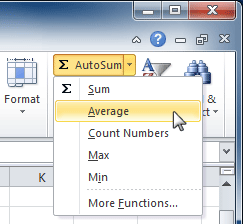 Σ AutoSum
Format
&
ct
Σ Sum
Average
Count Numbers
Max
Min
More Functions...
K